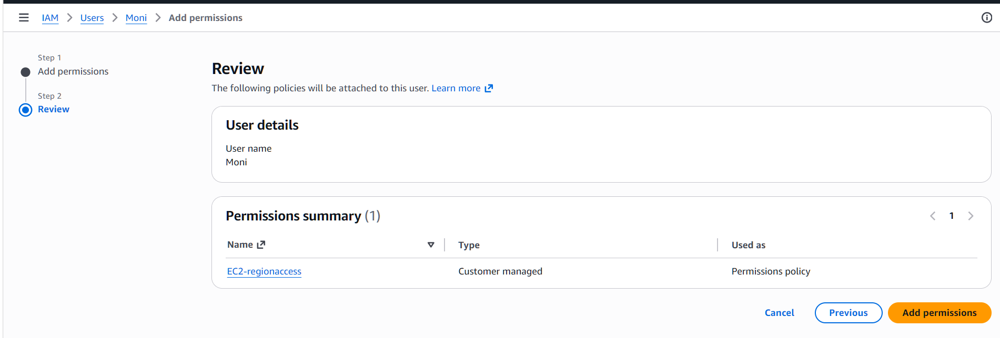 IAM > Users > Moni > Add permissions
Step 1
Add permissions
Step 2
Review
Review
The following policies will be attached to this user. Learn more
User details
User name
Moni
Permissions summary (1)
1
Name Type Used as
EC2-regionaccess Customer managed Permissions policy
Cancel Previous Add permissions